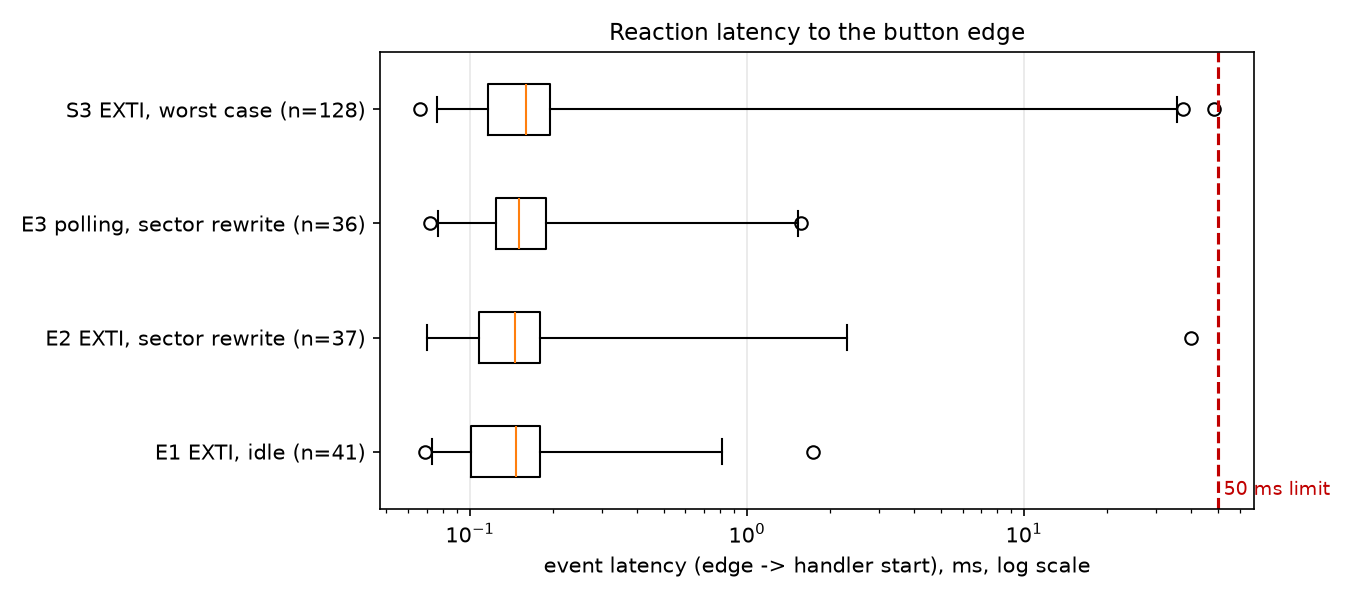 Reaction latency to the button edge
S3 EXTI, worst case (n=128)
E3 polling, sector rewrite (n=36)
E2 EXTI, sector rewrite (n=37)
E1 EXTI, idle (n=41)
50 ms limit
10⁻¹ 10⁰ 10¹
event latency (edge -> handler start), ms, log scale